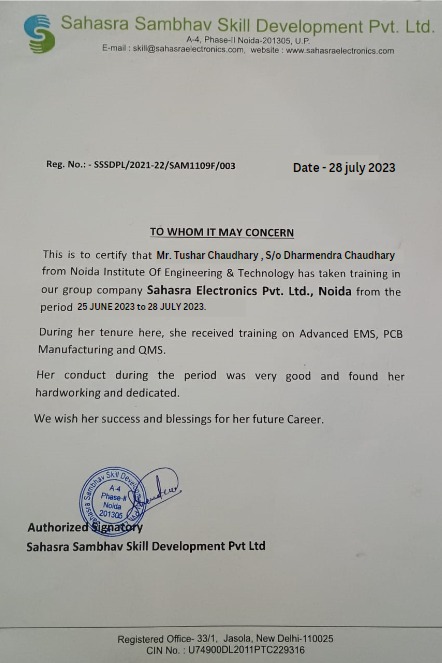 Sahasra Sambhav Skill Development Pvt. Ltd.
A-4, Phase-II Noida-201305, U.P.
E-mail : skill@sahasraelectronics.com, website : www.sahasraelectronics.com
Reg. No.: - SSSDPL/2021-22/SAM1109F/003
Date - 28 july 2023
TO WHOM IT MAY CONCERN
This is to certify that Mr. Tushar Chaudhary , S/o Dharmendra Chaudhary
from Noida Institute Of Engineering & Technology has taken training in
our group company Sahasra Electronics Pvt. Ltd., Noida from the
period 25 JUNE 2023 to 28 JULY 2023.
During her tenure here, she received training on Advanced EMS, PCB
Manufacturing and QMS.
Her conduct during the period was very good and found her
hardworking and dedicated.
We wish her success and blessings for her future Career.
A-4
Phase-II
Noida
201305
Authorized Signatory
Sahasra Sambhav Skill Development Pvt Ltd
Registered Office- 33/1, Jasola, New Delhi-110025
CIN No. : U74900DL2011PTC229316